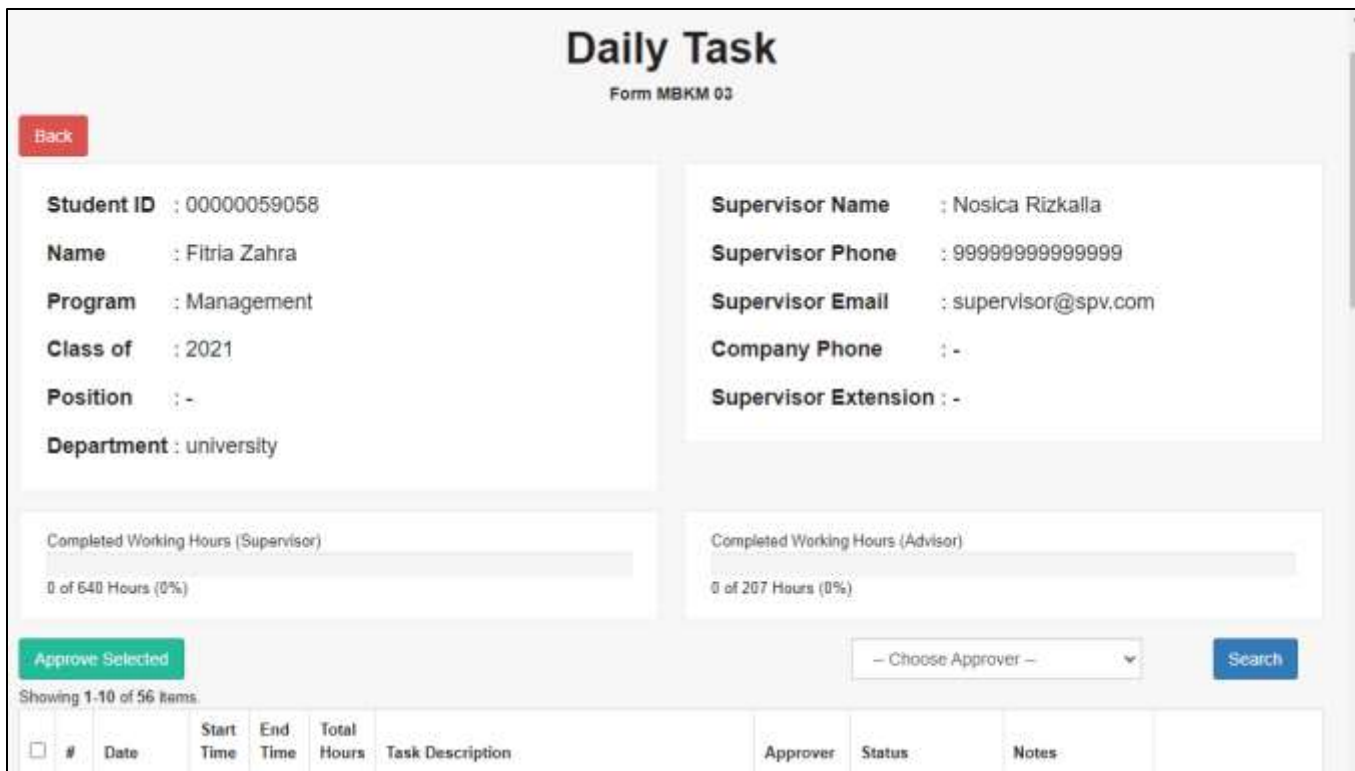 Daily Task
Form MBKM 03
Back
Student ID : 00000059058
Name : Fitria Zahra
Program : Management
Class of : 2021
Position : -
Department : university
Supervisor Name : Nosica Rizkalla
Supervisor Phone : 99999999999999
Supervisor Email : supervisor@spv.com
Company Phone : -
Supervisor Extension : -
Completed Working Hours (Supervisor)
0 of 640 Hours (0%)
Completed Working Hours (Advisor)
0 of 207 Hours (0%)
Approve Selected
-- Choose Approver --
Search
Showing 1-10 of 56 items.
# Date Start Time End Time Total Hours Task Description Approver Status Notes